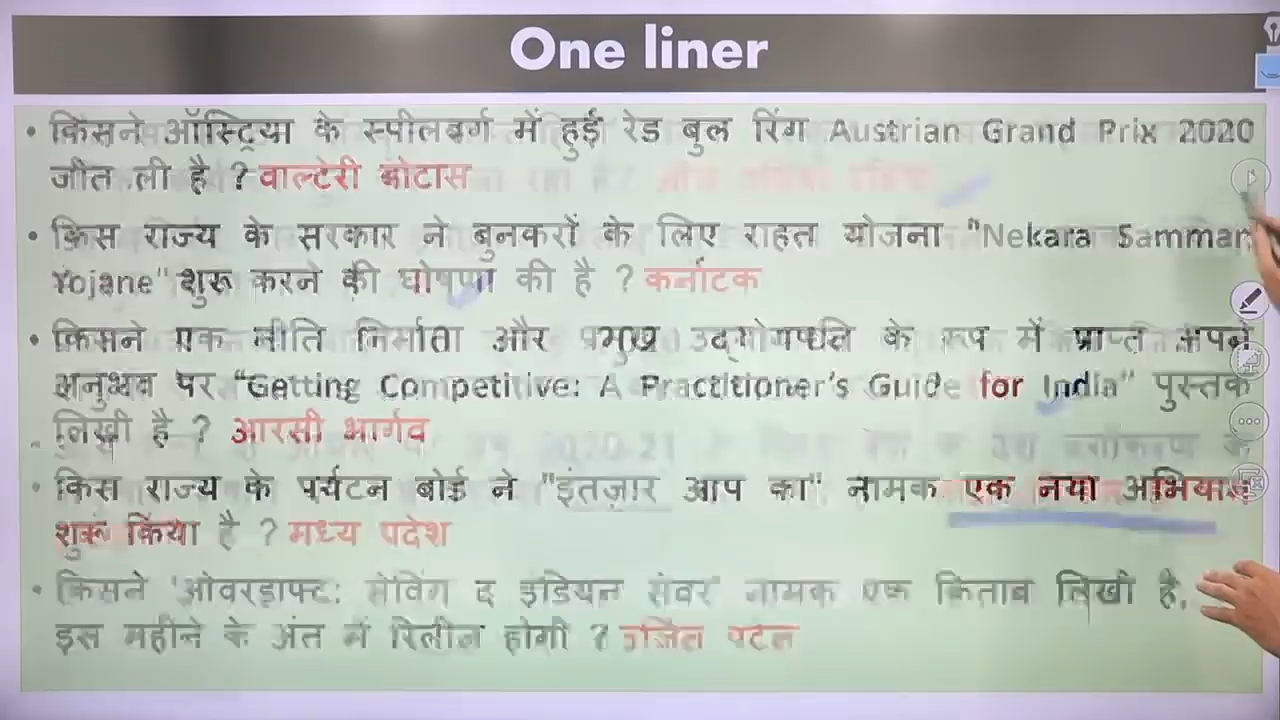 One liner
• किसने ऑस्ट्रिया के स्पीलबर्ग में हुई रेड बुल रिंग Austrian Grand Prix 2020
जीत ली है ? वाल्टेरी बोटास
• किस राज्य के सरकार ने बुनकरों के लिए राहत योजना "Nekara Samman
Yojane" शुरू करने की घोषणा की है ? कर्नाटक
• किसने एक नीति निर्माता और प्रमुख उद्योगपति के रूप में प्राप्त अपने
अनुभव पर "Getting Competitive: A Practitioner's Guide for India" पुस्तक
लिखी है ? आरसी भार्गव
• किस राज्य के पर्यटन बोर्ड ने "इंतज़ार आप का" नामक एक नया अभियान
शुरू किया है ? मध्य प्रदेश
• किसने 'ओवरड्राफ्ट: सेविंग द इंडियन सेवर' नामक एक किताब लिखी है,
इस महीने के अंत में रिलीज होगी ? उर्जित पटेल